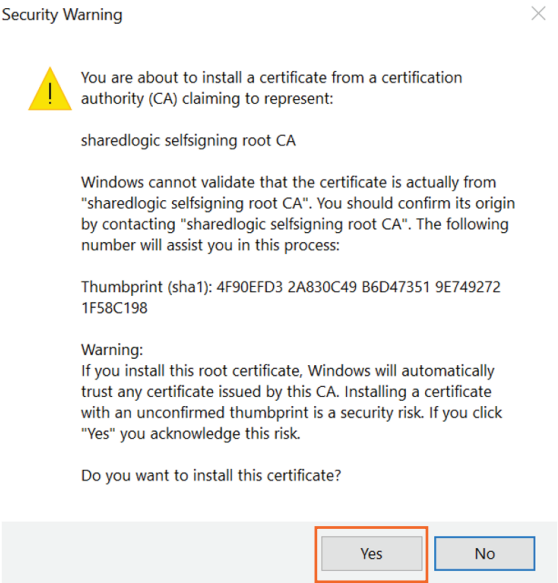 Security Warning
You are about to install a certificate from a certification
authority (CA) claiming to represent:
sharedlogic selfsigning root CA
Windows cannot validate that the certificate is actually from
"sharedlogic selfsigning root CA". You should confirm its origin
by contacting "sharedlogic selfsigning root CA". The following
number will assist you in this process:
Thumbprint (sha1): 4F90EFD3 2A830C49 B6D47351 9E749272
1F58C198
Warning:
If you install this root certificate, Windows will automatically
trust any certificate issued by this CA. Installing a certificate
with an unconfirmed thumbprint is a security risk. If you click
"Yes" you acknowledge this risk.
Do you want to install this certificate?
Yes No